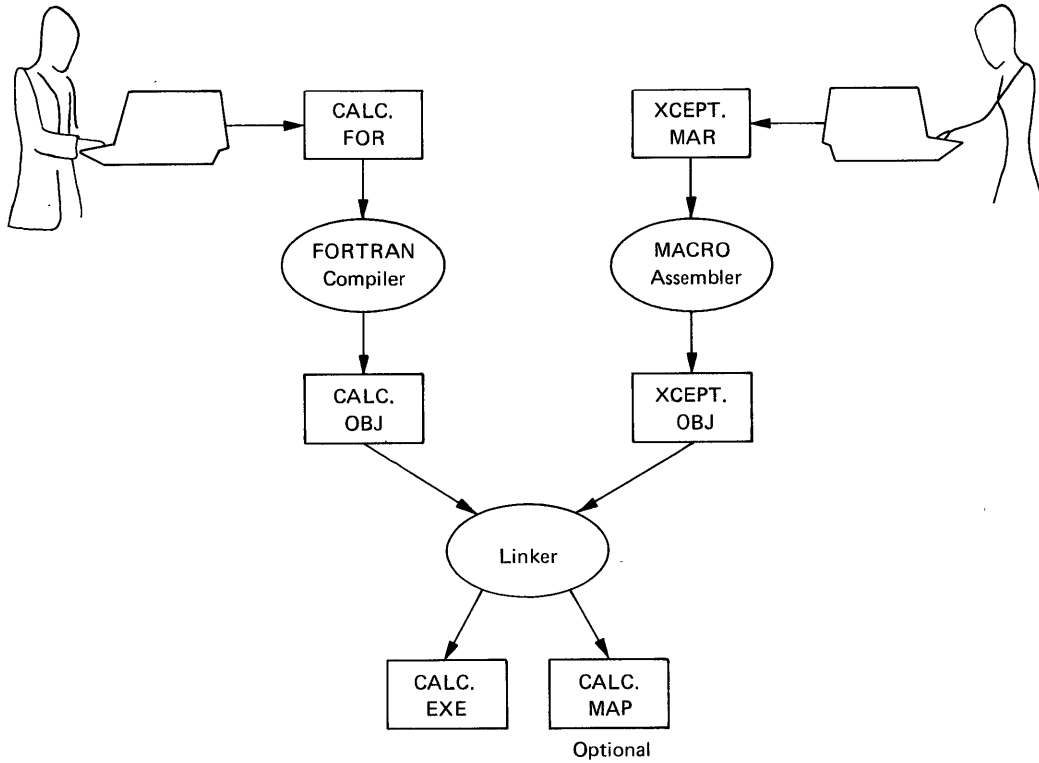 CALC.
FOR
XCEPT.
MAR
FORTRAN
Compiler
MACRO
Assembler
CALC.
OBJ
XCEPT.
OBJ
Linker
CALC.
EXE
CALC.
MAP
Optional